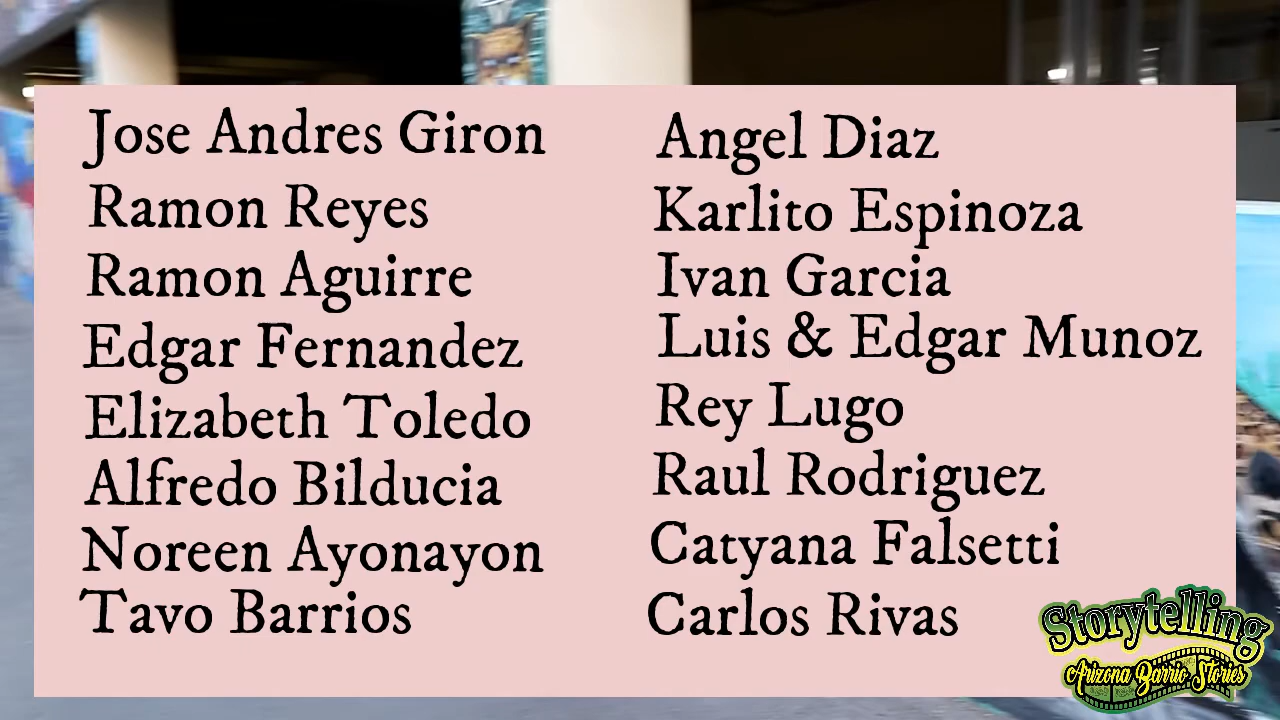 Jose Andres Giron
Ramon Reyes
Ramon Aguirre
Edgar Fernandez
Elizabeth Toledo
Alfredo Bilducia
Noreen Ayonayon
Tavo Barrios
Angel Diaz
Karlito Espinoza
Ivan Garcia
Luis & Edgar Munoz
Rey Lugo
Raul Rodriguez
Catyana Falsetti
Carlos Rivas
Storytelling
Arizona Barrio Stories